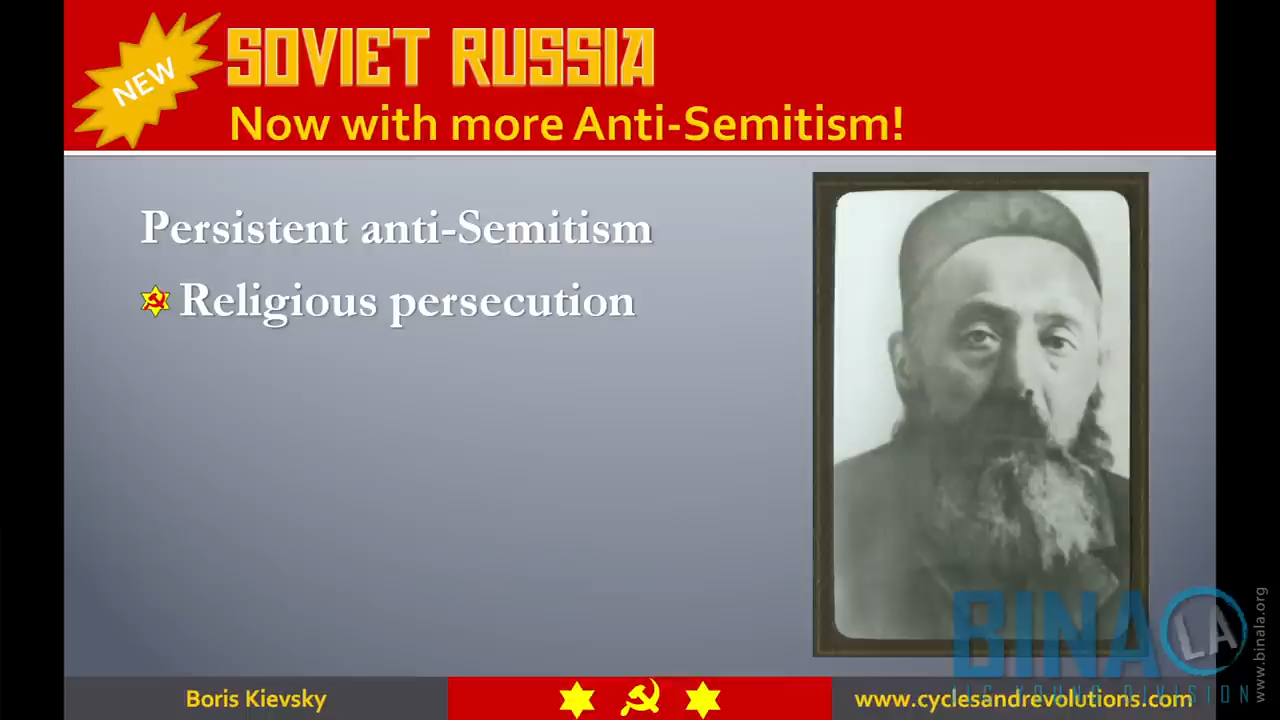 NEW
SOVIET RUSSIA
Now with more Anti-Semitism!
Persistent anti-Semitism
Religious persecution
BINA
LA
www.binala.org
Boris Kievsky
www.cyclesandrevolutions.com